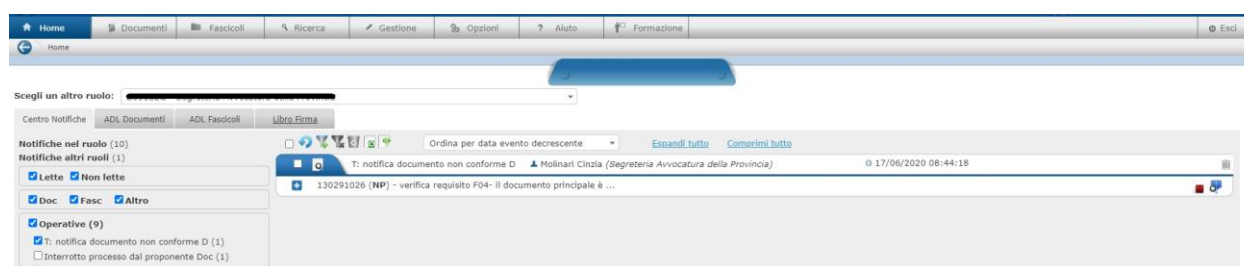 Home Documenti Fascicoli Ricerca Gestione Opzioni ? Aiuto Formazione Esci
Home
Scegli un altro ruolo:
Centro Notifiche ADL Documenti ADL Fascicoli Libro Firma
Notifiche nel ruolo (10) Ordina per data evento decrescente Espandi tutto Comprimi tutto
Notifiche altri ruoli (1)
T: notifica documento non conforme D Molinari Cinzia (Segreteria Avvocatura della Provincia) 17/06/2020 08:44:18
Lette Non lette
130291026 (NP) - verifica requisito F04- il documento principale è ...
Doc Fasc Altro
Operative (9)
T: notifica documento non conforme D (1)
Interrotto processo dal proponente Doc (1)